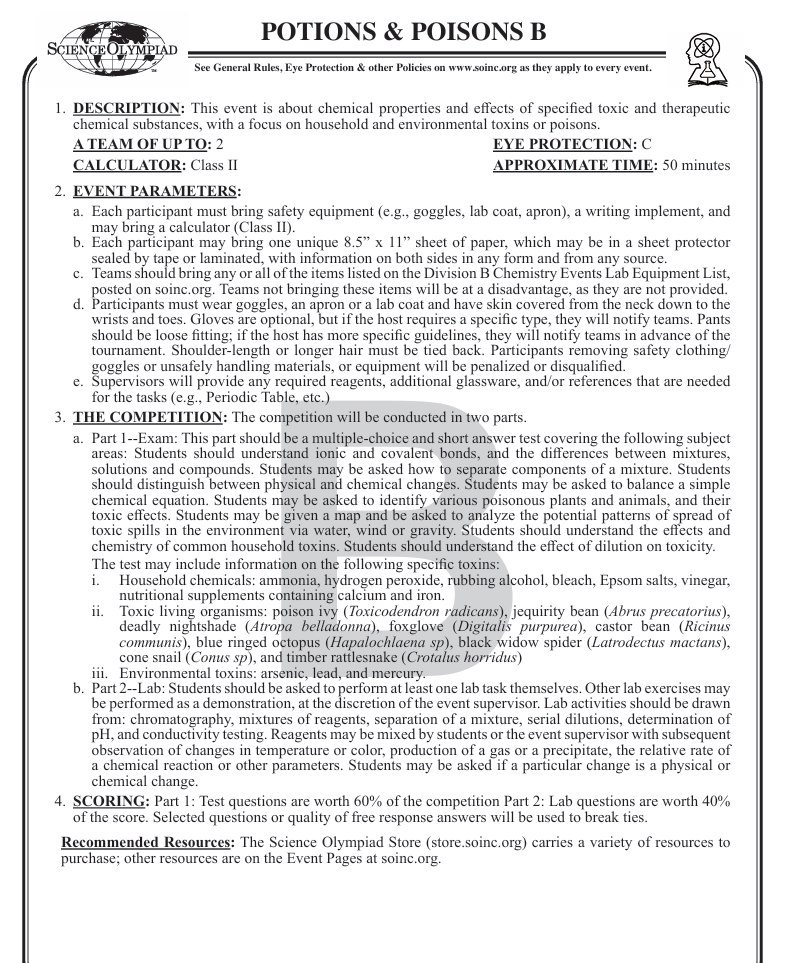 POTIONS & POISONS B
SCIENCE OLYMPIAD
See General Rules, Eye Protection & other Policies on www.soinc.org as they apply to every event.
1. DESCRIPTION: This event is about chemical properties and effects of specified toxic and therapeutic
chemical substances, with a focus on household and environmental toxins or poisons.
A TEAM OF UP TO: 2 EYE PROTECTION: C
CALCULATOR: Class II APPROXIMATE TIME: 50 minutes
2. EVENT PARAMETERS:
a. Each participant must bring safety equipment (e.g., goggles, lab coat, apron), a writing implement, and
may bring a calculator (Class II).
b. Each participant may bring one unique 8.5” x 11” sheet of paper, which may be in a sheet protector
sealed by tape or laminated, with information on both sides in any form and from any source.
c. Teams should bring any or all of the items listed on the Division B Chemistry Events Lab Equipment List,
posted on soinc.org. Teams not bringing these items will be at a disadvantage, as they are not provided.
d. Participants must wear goggles, an apron or a lab coat and have skin covered from the neck down to the
wrists and toes. Gloves are optional, but if the host requires a specific type, they will notify teams. Pants
should be loose fitting; if the host has more specific guidelines, they will notify teams in advance of the
tournament. Shoulder-length or longer hair must be tied back. Participants removing safety clothing/
goggles or unsafely handling materials, or equipment will be penalized or disqualified.
e. Supervisors will provide any required reagents, additional glassware, and/or references that are needed
for the tasks (e.g., Periodic Table, etc.)
3. THE COMPETITION: The competition will be conducted in two parts.
a. Part 1--Exam: This part should be a multiple-choice and short answer test covering the following subject
areas: Students should understand ionic and covalent bonds, and the differences between mixtures,
solutions and compounds. Students may be asked how to separate components of a mixture. Students
should distinguish between physical and chemical changes. Students may be asked to balance a simple
chemical equation. Students may be asked to identify various poisonous plants and animals, and their
toxic effects. Students may be given a map and be asked to analyze the potential patterns of spread of
toxic spills in the environment via water, wind or gravity. Students should understand the effects and
chemistry of common household toxins. Students should understand the effect of dilution on toxicity.
The test may include information on the following specific toxins:
i. Household chemicals: ammonia, hydrogen peroxide, rubbing alcohol, bleach, Epsom salts, vinegar,
nutritional supplements containing calcium and iron.
ii. Toxic living organisms: poison ivy (Toxicodendron radicans), jequirity bean (Abrus precatorius),
deadly nightshade (Atropa belladonna), foxglove (Digitalis purpurea), castor bean (Ricinus
communis), blue ringed octopus (Hapalochlaena sp), black widow spider (Latrodectus mactans),
cone snail (Conus sp), and timber rattlesnake (Crotalus horridus)
iii. Environmental toxins: arsenic, lead, and mercury.
b. Part 2--Lab: Students should be asked to perform at least one lab task themselves. Other lab exercises may
be performed as a demonstration, at the discretion of the event supervisor. Lab activities should be drawn
from: chromatography, mixtures of reagents, separation of a mixture, serial dilutions, determination of
pH, and conductivity testing. Reagents may be mixed by students or the event supervisor with subsequent
observation of changes in temperature or color, production of a gas or a precipitate, the relative rate of
a chemical reaction or other parameters. Students may be asked if a particular change is a physical or
chemical change.
4. SCORING: Part 1: Test questions are worth 60% of the competition Part 2: Lab questions are worth 40%
of the score. Selected questions or quality of free response answers will be used to break ties.
Recommended Resources: The Science Olympiad Store (store.soinc.org) carries a variety of resources to
purchase; other resources are on the Event Pages at soinc.org.
B